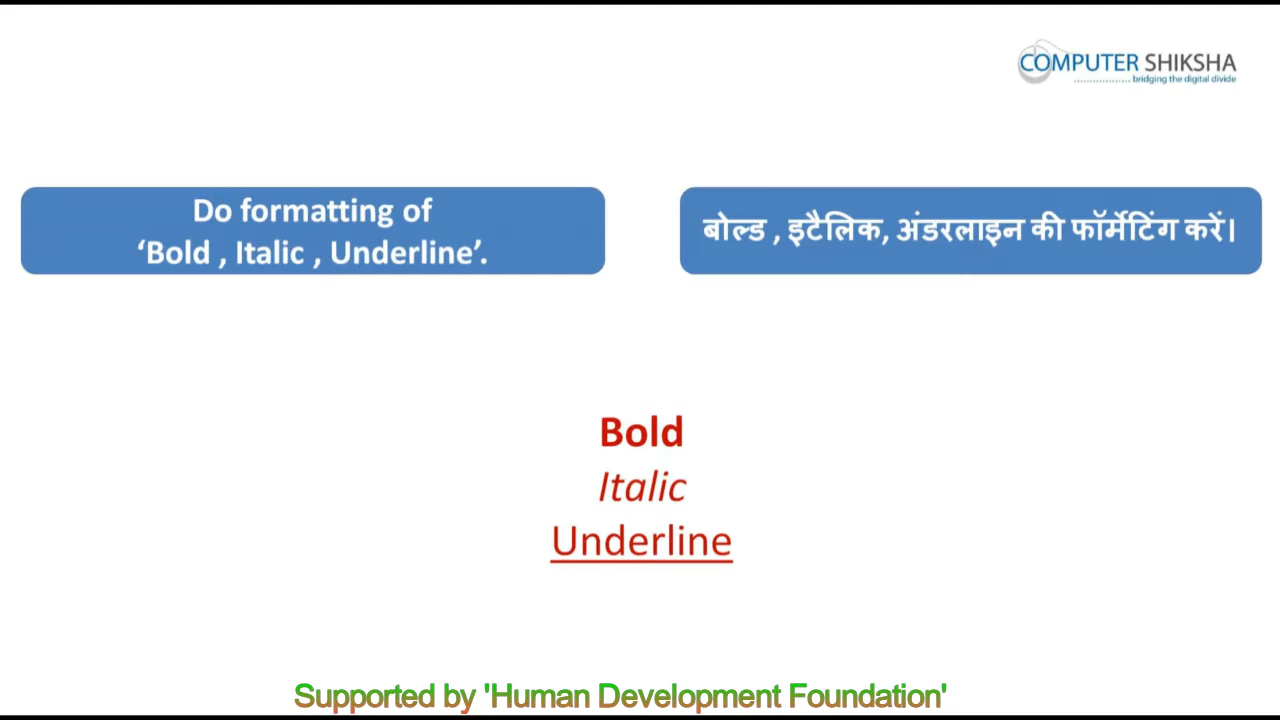 COMPUTER SHIKSHA
bridging the digital divide
Do formatting of
‘Bold , Italic , Underline’.
बोल्ड , इटैलिक, अंडरलाइन की फॉर्मेटिंग करें।
Bold
Italic
Underline
Supported by 'Human Development Foundation'